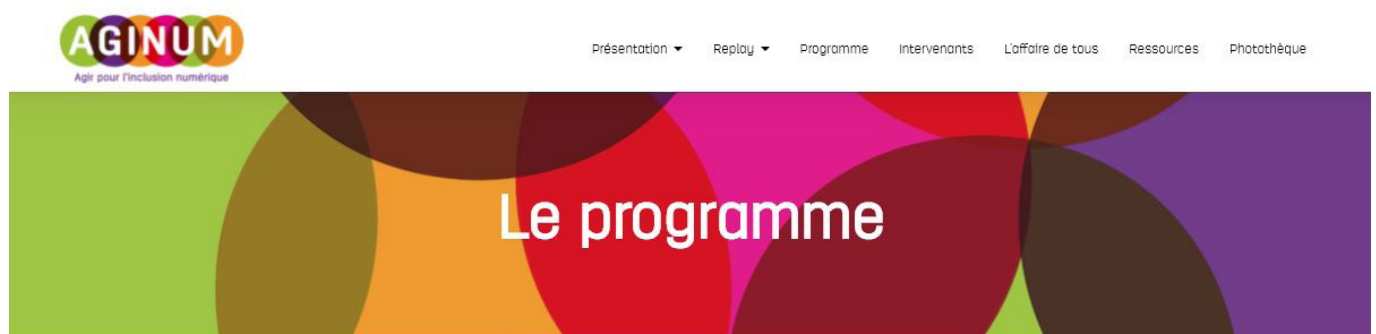 AGINUM
Agir pour l'inclusion numérique
Présentation Replay Programme Intervenants L'affaire de tous Ressources Photothèque
Le programme